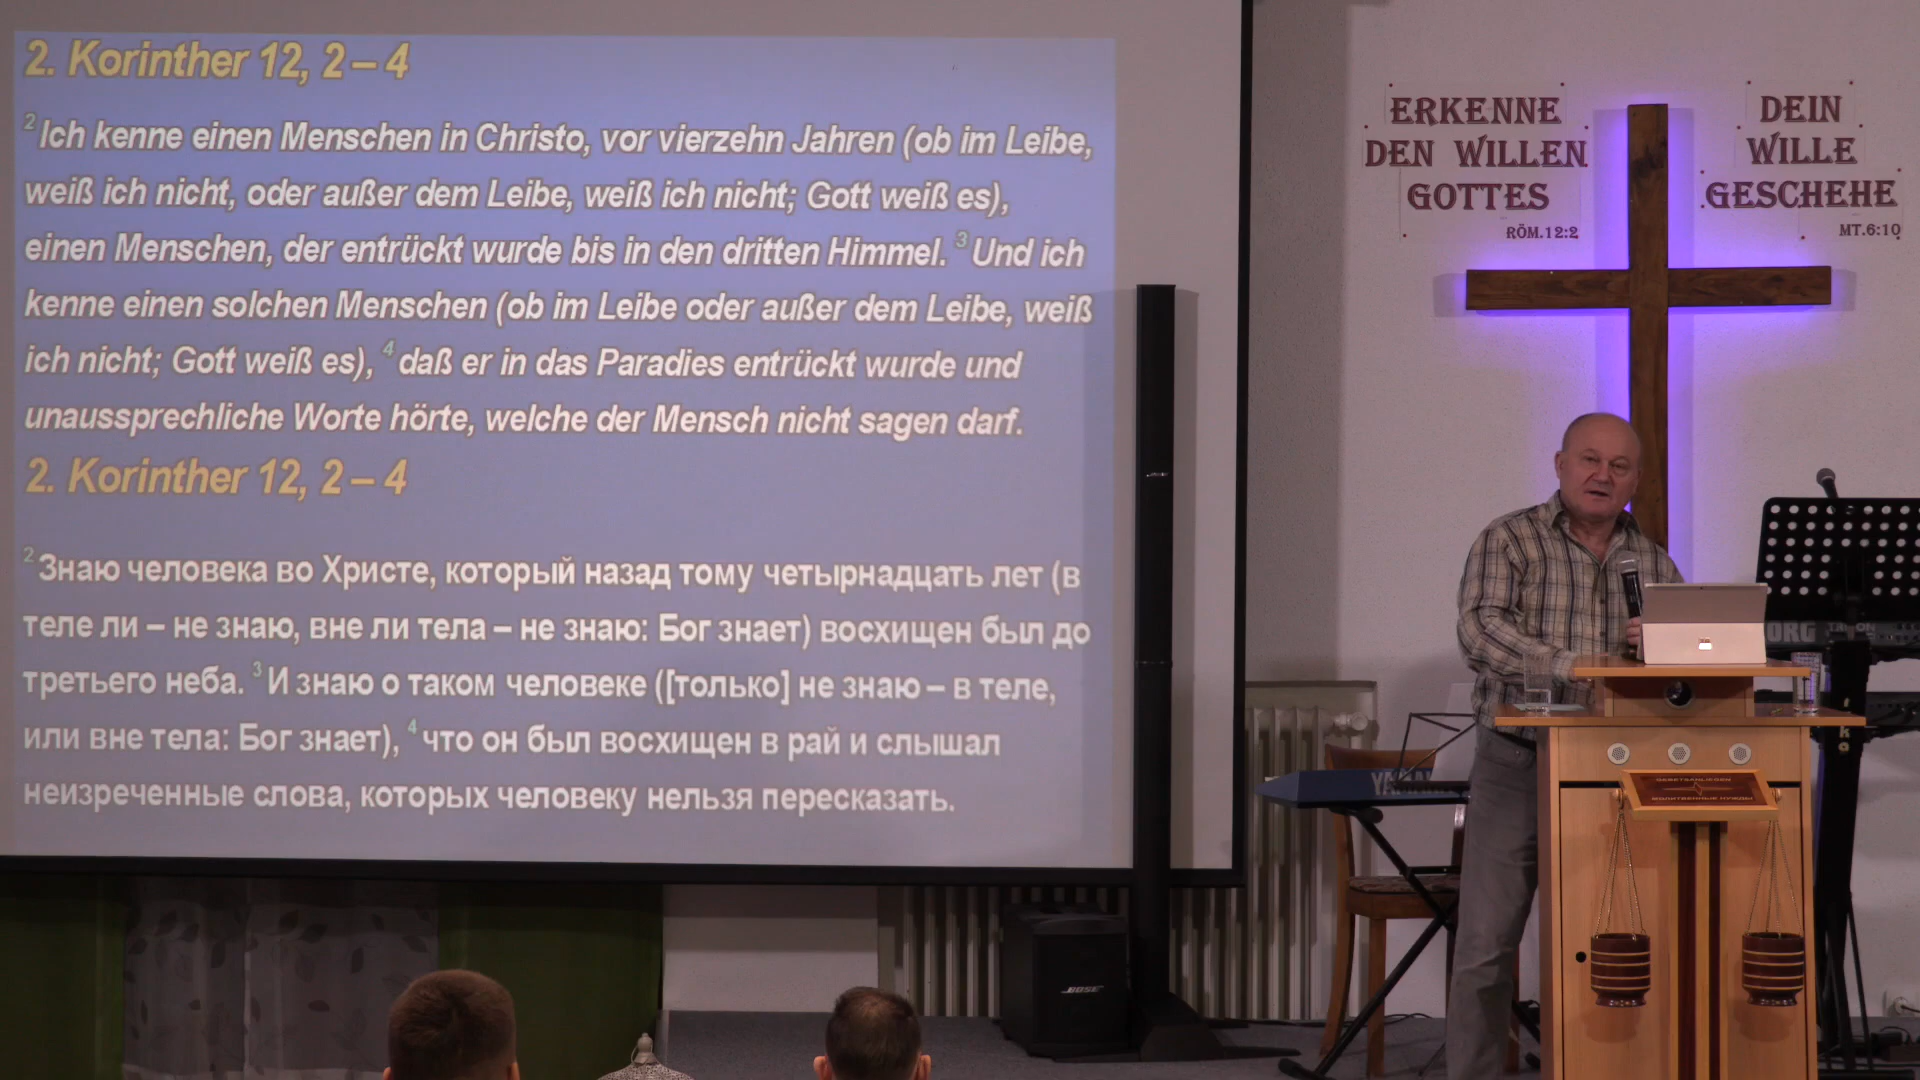 2. Korinther 12, 2 – 4
2 Ich kenne einen Menschen in Christo, vor vierzehn Jahren (ob im Leibe,
weiß ich nicht, oder außer dem Leibe, weiß ich nicht; Gott weiß es),
einen Menschen, der entrückt wurde bis in den dritten Himmel. 3 Und ich
kenne einen solchen Menschen (ob im Leibe oder außer dem Leibe, weiß
ich nicht; Gott weiß es), 4 daß er in das Paradies entrückt wurde und
unaussprechliche Worte hörte, welche der Mensch nicht sagen darf.
2. Korinther 12, 2 – 4
2 Знаю человека во Христе, который назад тому четырнадцать лет (в
теле ли – не знаю, вне ли тела – не знаю: Бог знает) восхищен был до
третьего неба. 3 И знаю о таком человеке ([только] не знаю – в теле,
или вне тела: Бог знает), 4 что он был восхищен в рай и слышал
неизреченные слова, которых человеку нельзя пересказать.
ERKENNE
DEN WILLEN
GOTTES
RÖM.12:2
DEIN
WILLE
GESCHEHE
MT.6:10
KORG
BOSE
GEBETSANLIEGEN
МОЛИТВЕННЫЕ НУЖДЫ